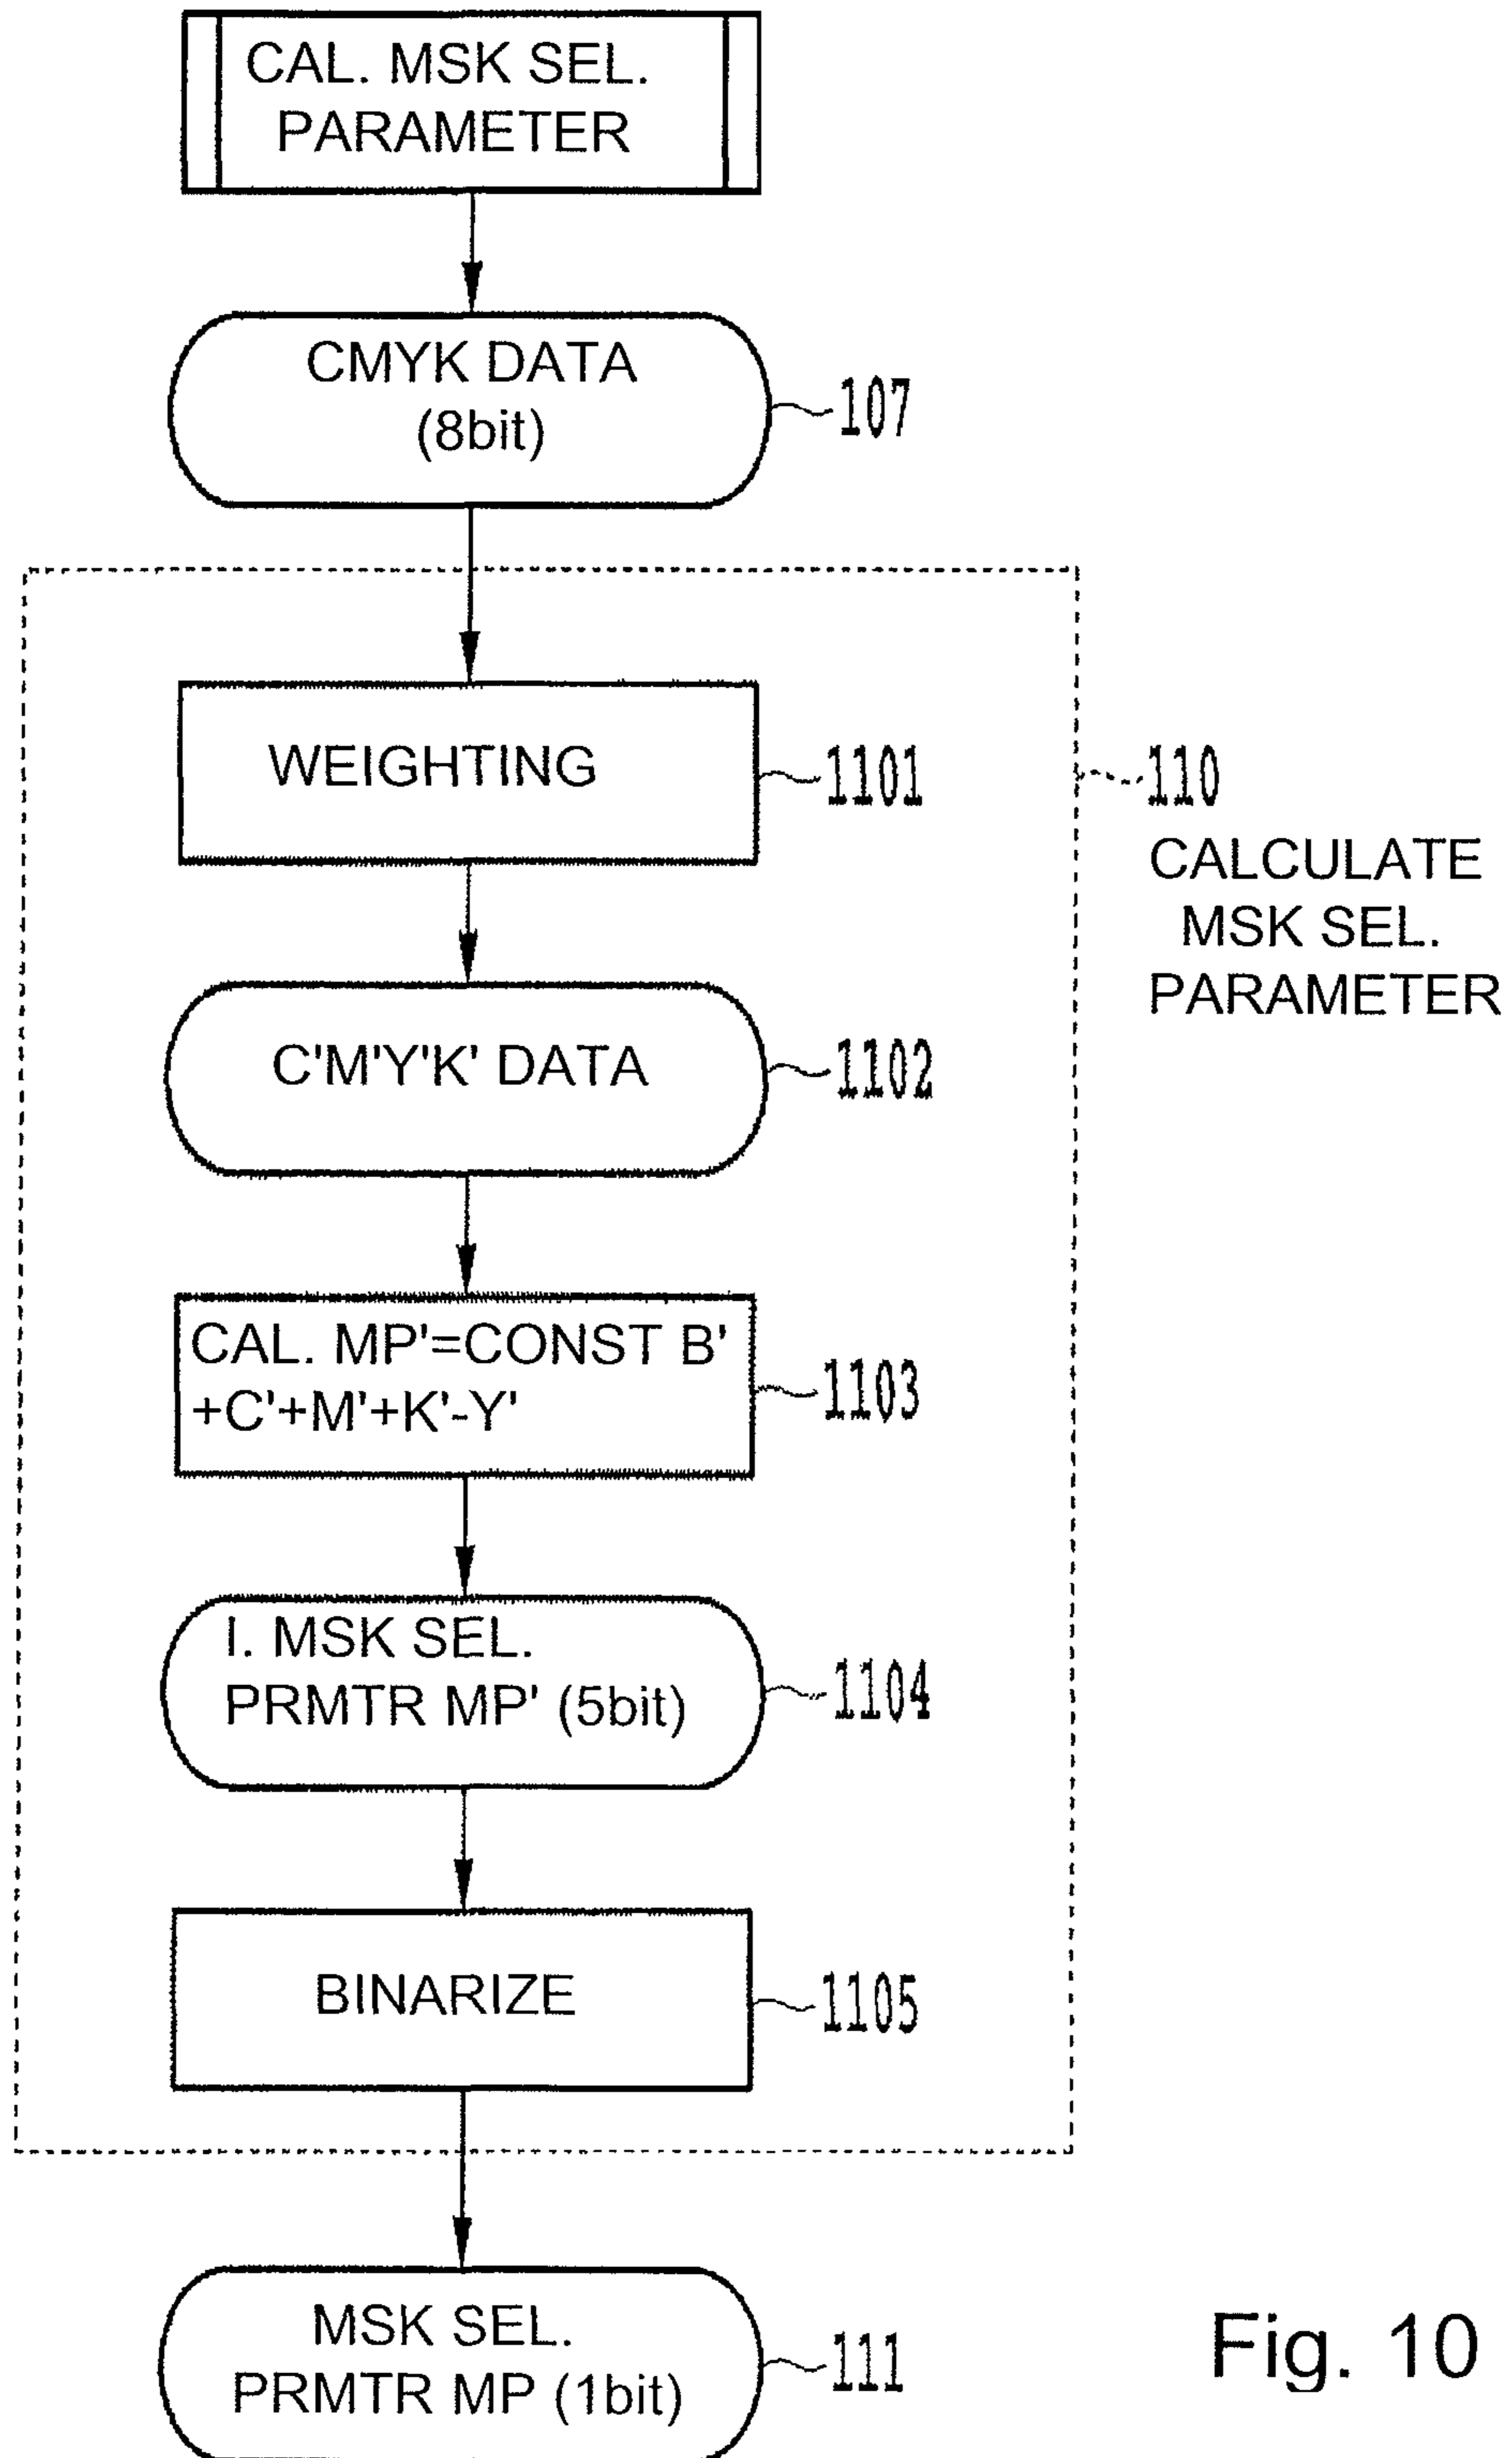 CAL. MSK SEL.
PARAMETER
CMYK DATA
(8bit)
107
WEIGHTING
1101
110
CALCULATE
MSK SEL.
PARAMETER
C'M'Y'K' DATA
1102
CAL. MP'=CONST B'
+C'+M'+K'-Y'
1103
I. MSK SEL.
PRMTR MP' (5bit)
1104
BINARIZE
1105
MSK SEL.
PRMTR MP (1bit)
111
Fig. 10